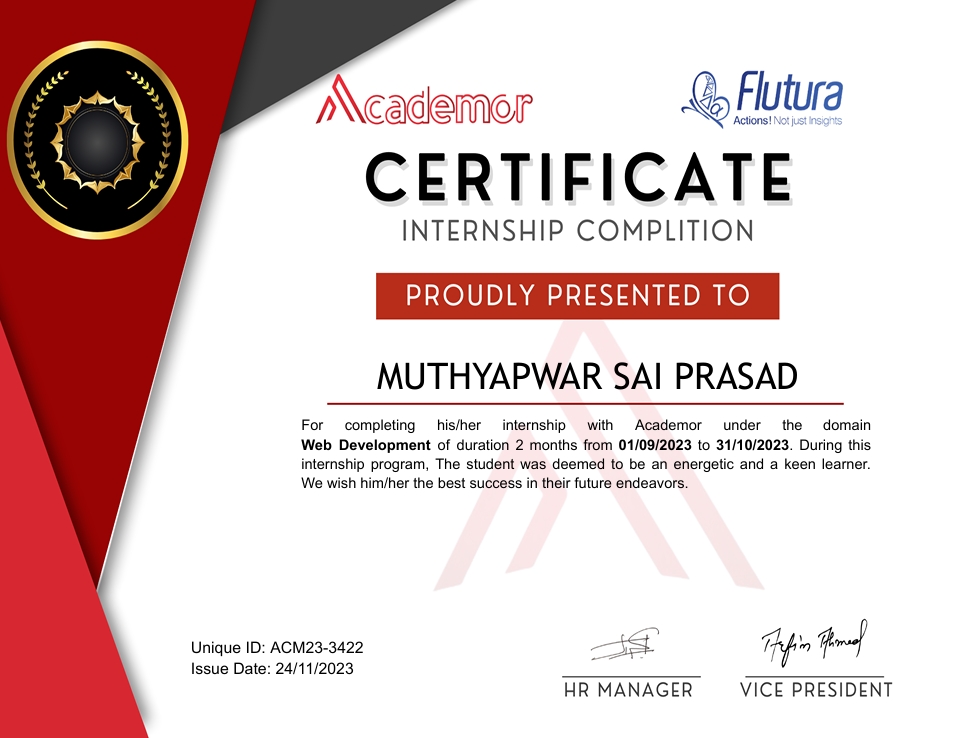 Academor
Flutura
Actions! Not just Insights
CERTIFICATE
INTERNSHIP COMPLITION
PROUDLY PRESENTED TO
MUTHYAPWAR SAI PRASAD
For completing his/her internship with Academor under the domain
Web Development of duration 2 months from 01/09/2023 to 31/10/2023. During this
internship program, The student was deemed to be an energetic and a keen learner.
We wish him/her the best success in their future endeavors.
Unique ID: ACM23-3422
Issue Date: 24/11/2023
HR MANAGER
VICE PRESIDENT